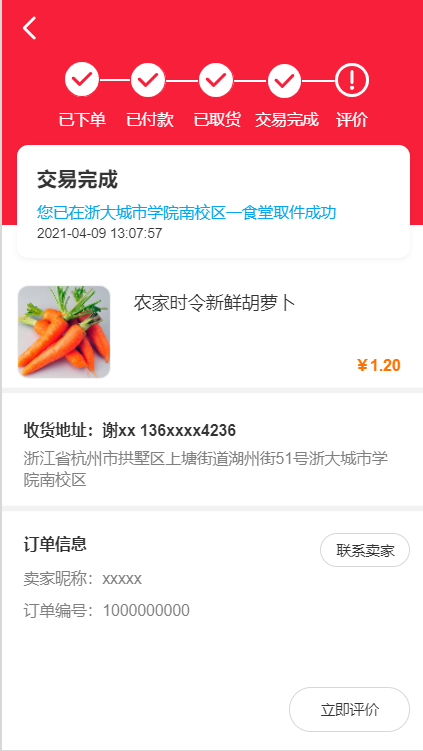 已下单 已付款 已取货 交易完成 评价
交易完成
您已在浙大城市学院南校区一食堂取件成功
2021-04-09 13:07:57
农家时令新鲜胡萝卜
￥1.20
收货地址：谢xx 136xxxx4236
浙江省杭州市拱墅区上塘街道湖州街51号浙大城市学
院南校区
订单信息
联系卖家
卖家昵称：xxxxx
订单编号：1000000000
立即评价